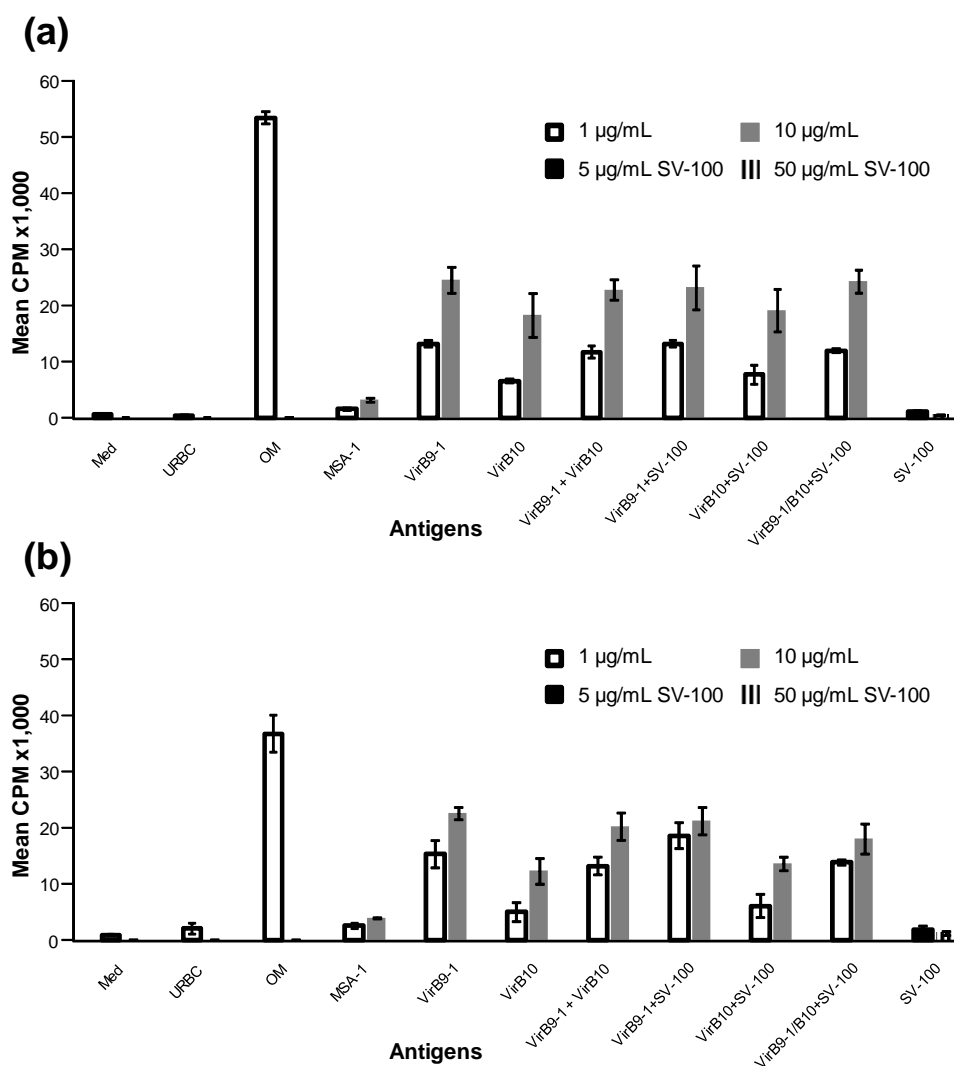 (a)
60
50
40
30
20
10
0
Mean CPM x1,000
1 µg/mL
10 µg/mL
5 µg/mL SV-100
50 µg/mL SV-100
Med
URBC
OM
MSA-1
VirB9-1
VirB10
VirB9-1 + VirB10
VirB9-1+SV-100
VirB10+SV-100
VirB9-1/B10+SV-100
SV-100
Antigens
(b)
60
50
40
30
20
10
0
Mean CPM x1,000
1 µg/mL
10 µg/mL
5 µg/mL SV-100
50 µg/mL SV-100
Med
URBC
OM
MSA-1
VirB9-1
VirB10
VirB9-1 + VirB10
VirB9-1+SV-100
VirB10+SV-100
VirB9-1/B10+SV-100
SV-100
Antigens